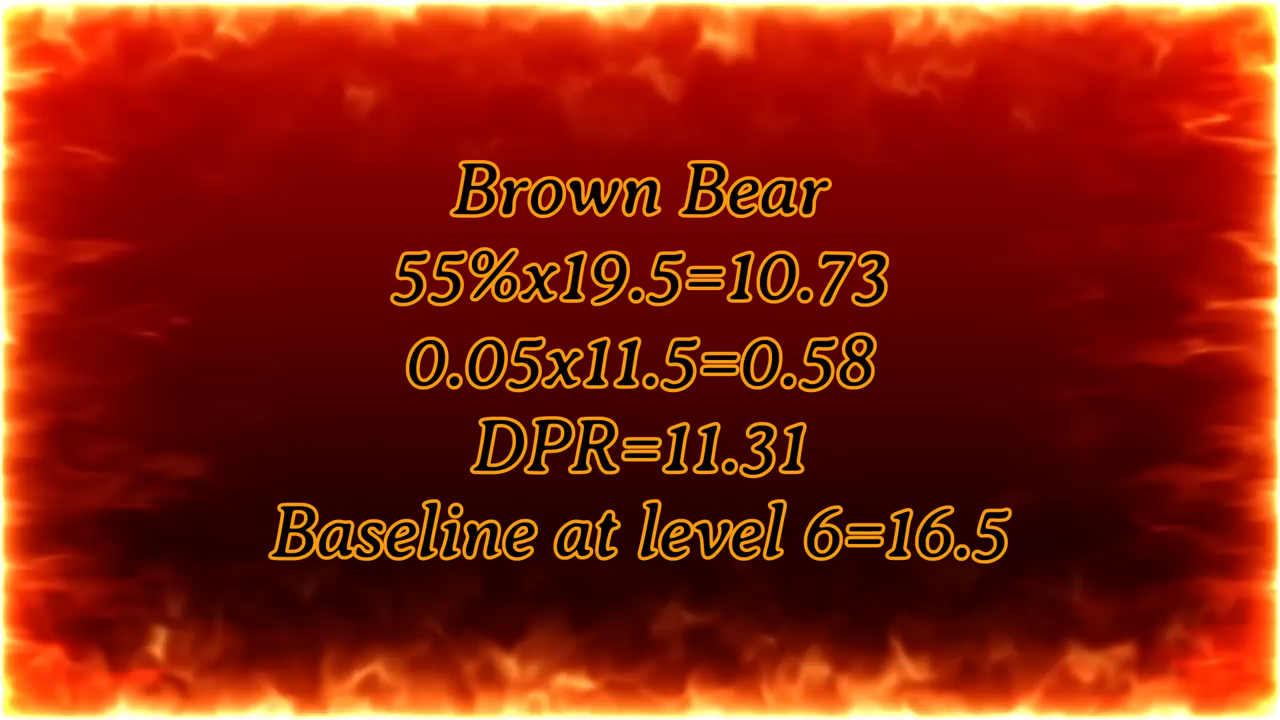 Brown Bear
55%x19.5=10.73
0.05x11.5=0.58
DPR=11.31
Baseline at level 6=16.5